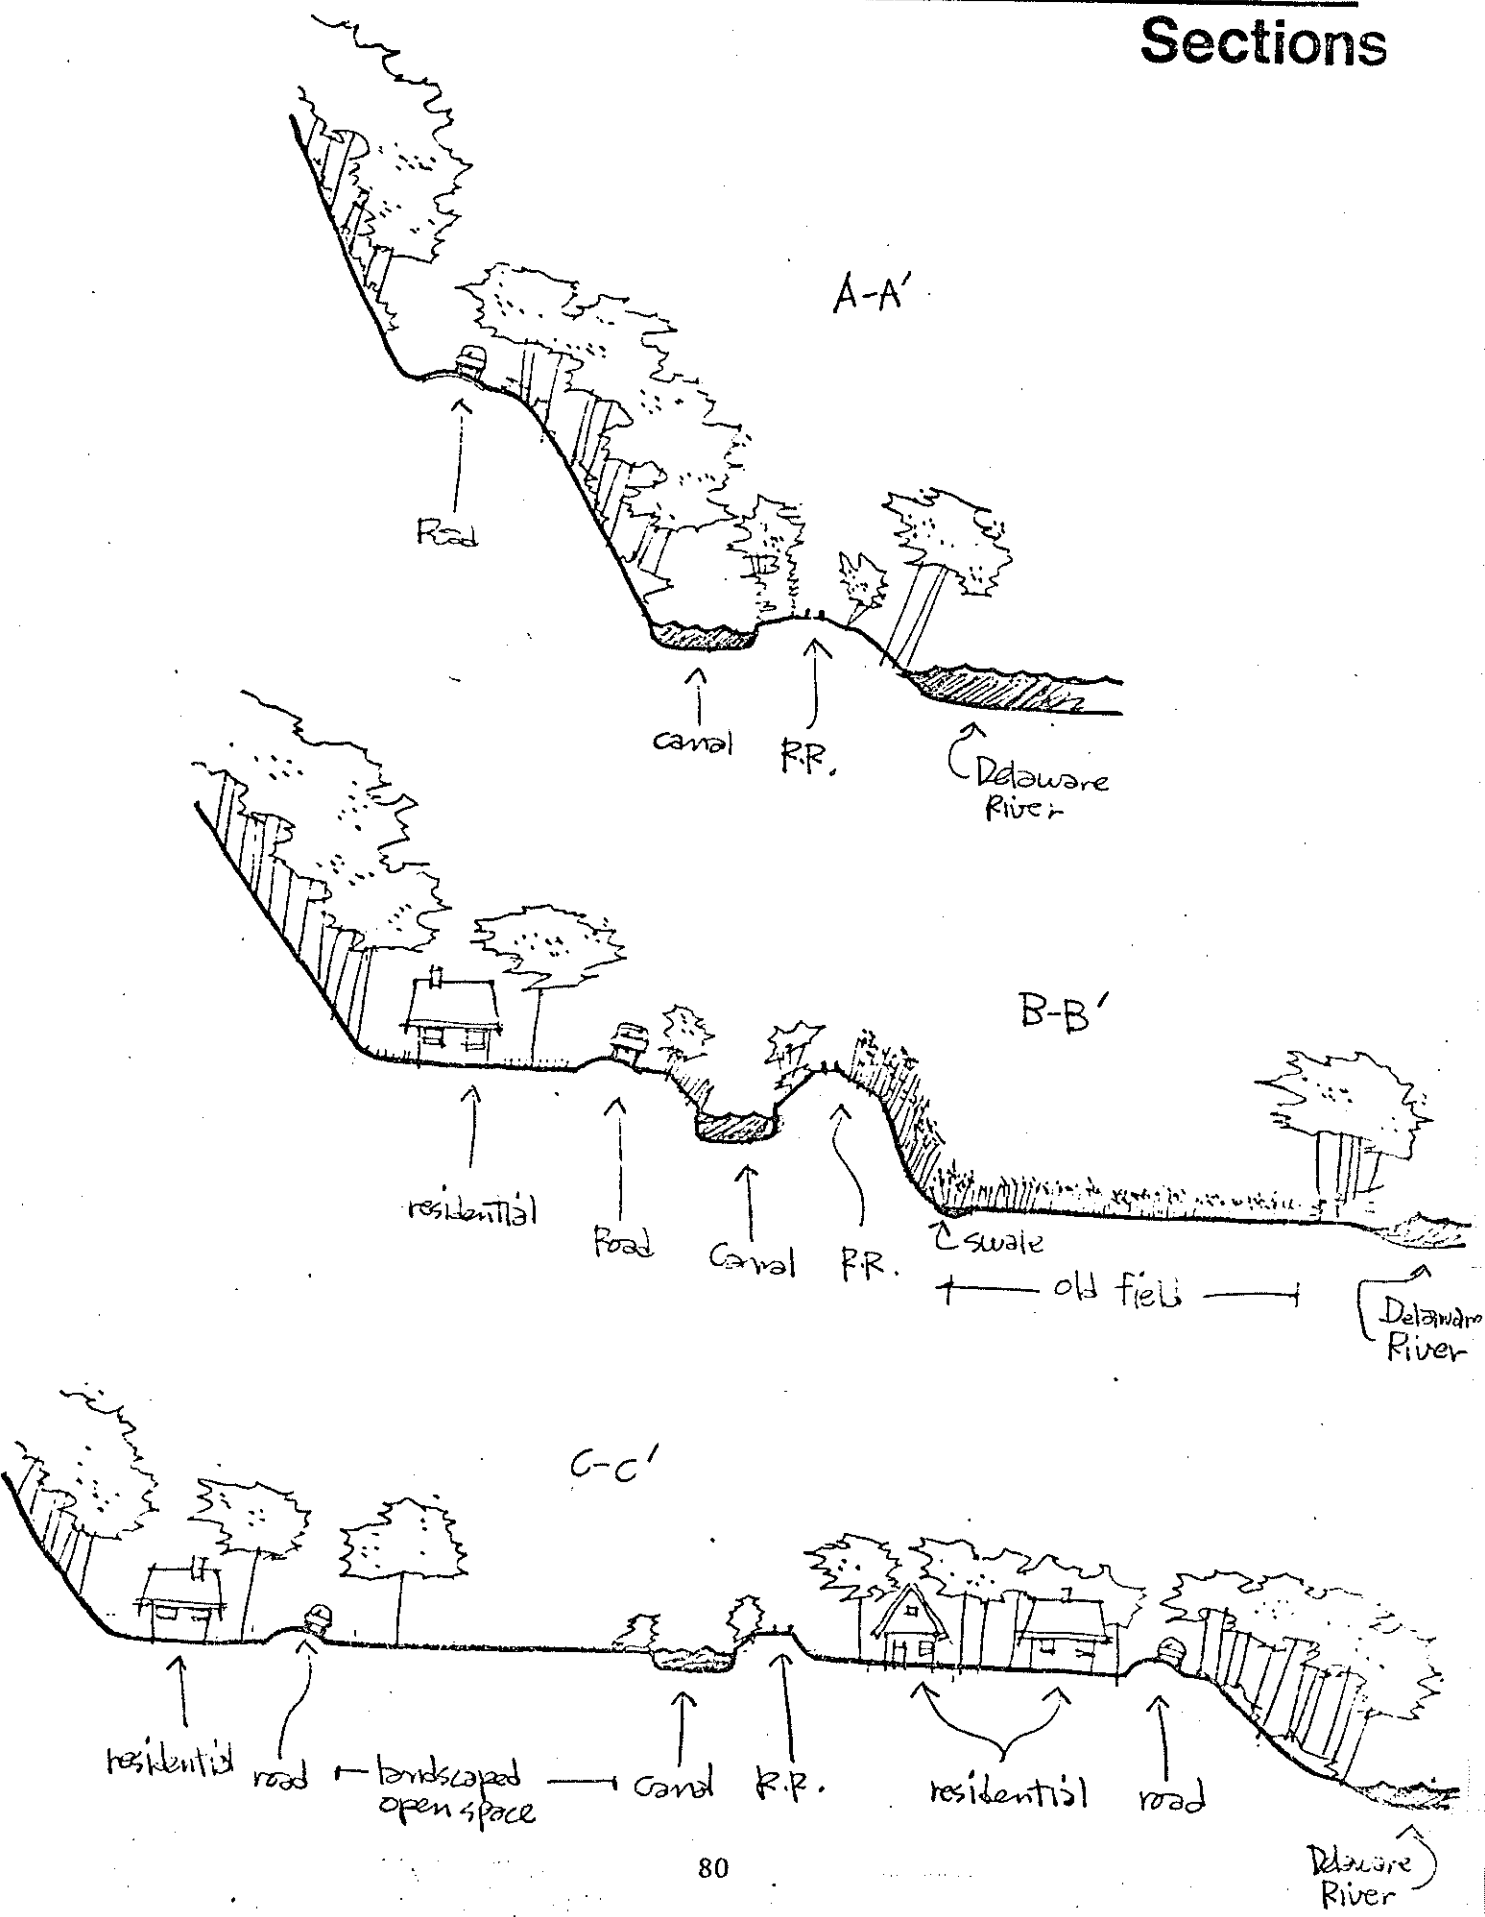 Sections
A-A'
Road
canal
R.R.
Delaware
River
B-B'
residential
Road
Canal
R.R.
swale
old field
Delaware
River
C-C'
residential
road
landscaped
open space
Canal
R.R.
residential
road
Delaware
River
80